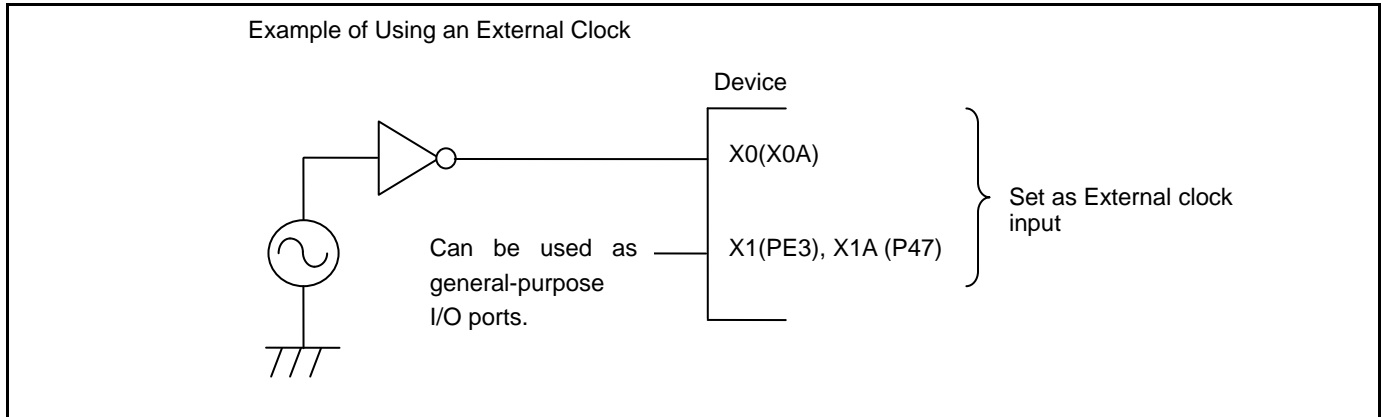 Example of Using an External Clock
Device
X0(X0A)
Set as External clock
input
Can be used as
general-purpose
I/O ports.
X1(PE3), X1A (P47)